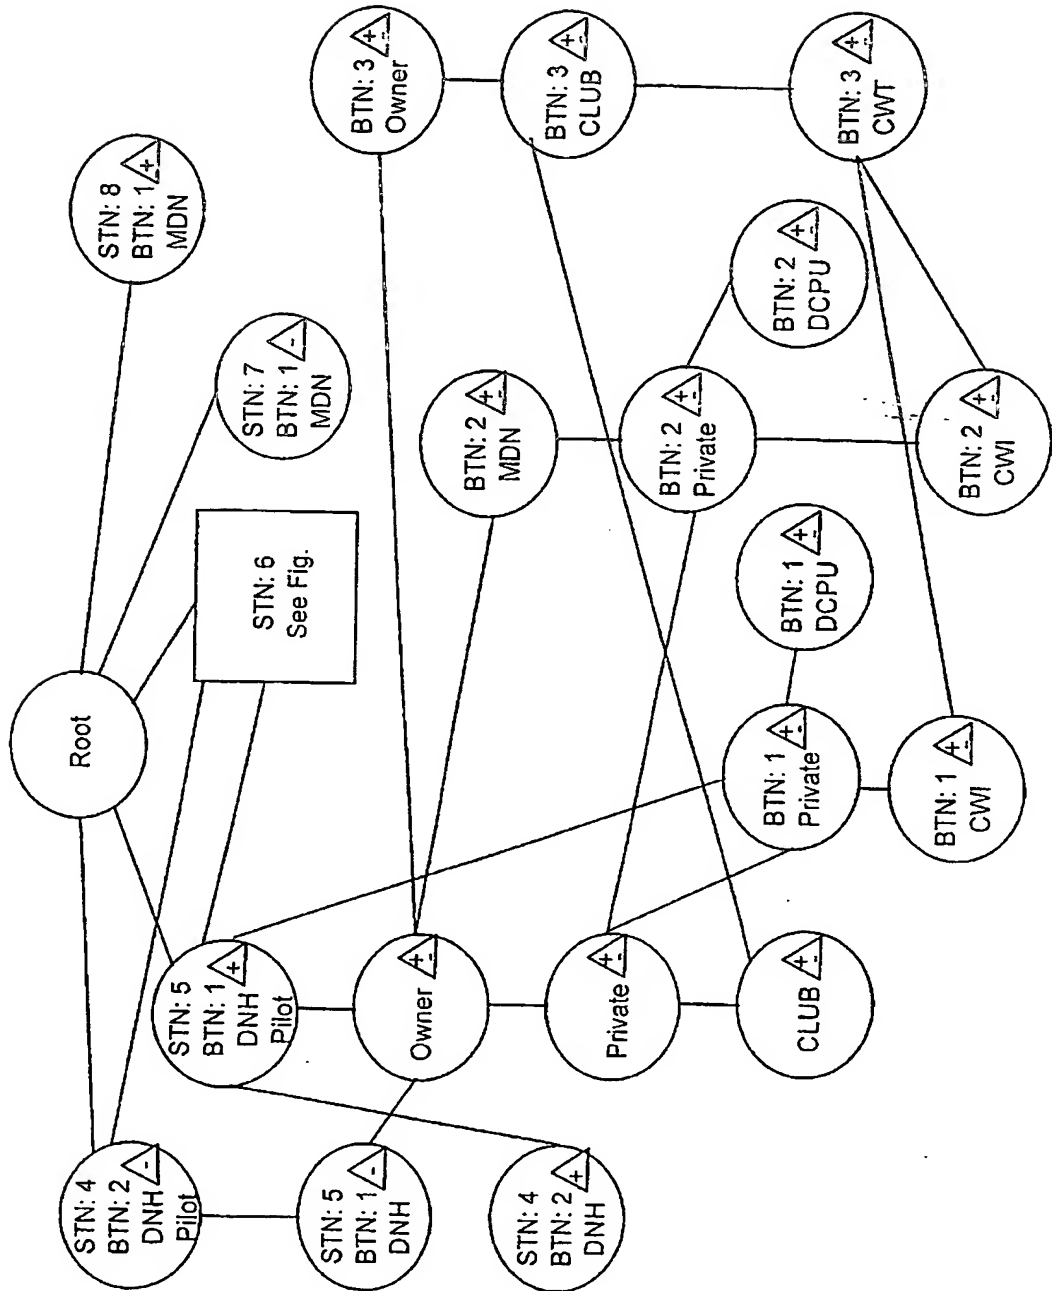 Root
STN: 8
BTN: 1 +
MDN
STN: 4
BTN: 2 -
DNH
Pilot
STN: 5
BTN: 1 +
DNH
Pilot
STN: 6
See Fig.
STN: 7
BTN: 1 -
MDN
BTN: 3 +-
Owner
STN: 5
BTN: 1 -
DNH
Owner +-
BTN: 2 +-
MDN
BTN: 3 +-
CLUB
STN: 4
BTN: 2 +
DNH
Private +-
BTN: 2 +-
Private
BTN: 1 +-
Private
BTN: 1 +-
DCPU
BTN: 2 +-
DCPU
CLUB +-
BTN: 3 +-
CWT
BTN: 1 +-
CWI
BTN: 2 +-
CWI